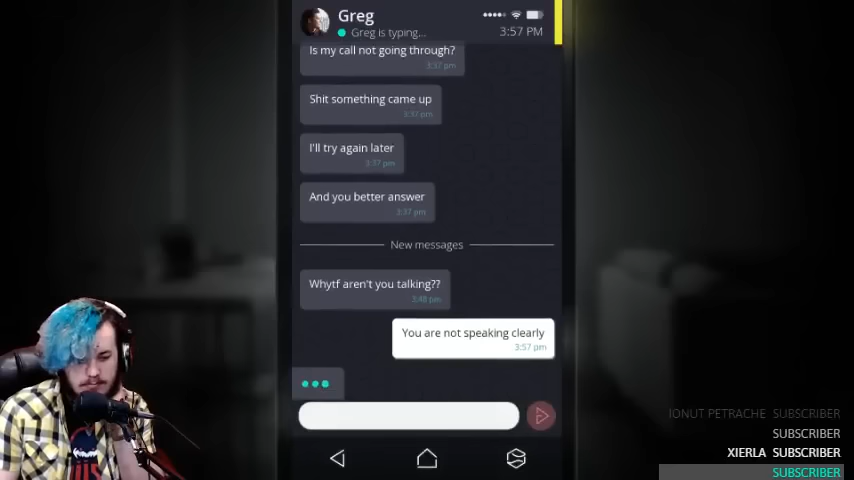 Greg
Greg is typing...
3:57 PM
Is my call not going through?
3:37 pm
Shit something came up
3:37 pm
I'll try again later
3:37 pm
And you better answer
3:37 pm
New messages
Whytf aren't you talking??
3:48 pm
You are not speaking clearly
3:57 pm
IONUT PETRACHE SUBSCRIBER
SUBSCRIBER
XIERLA SUBSCRIBER
SUBSCRIBER